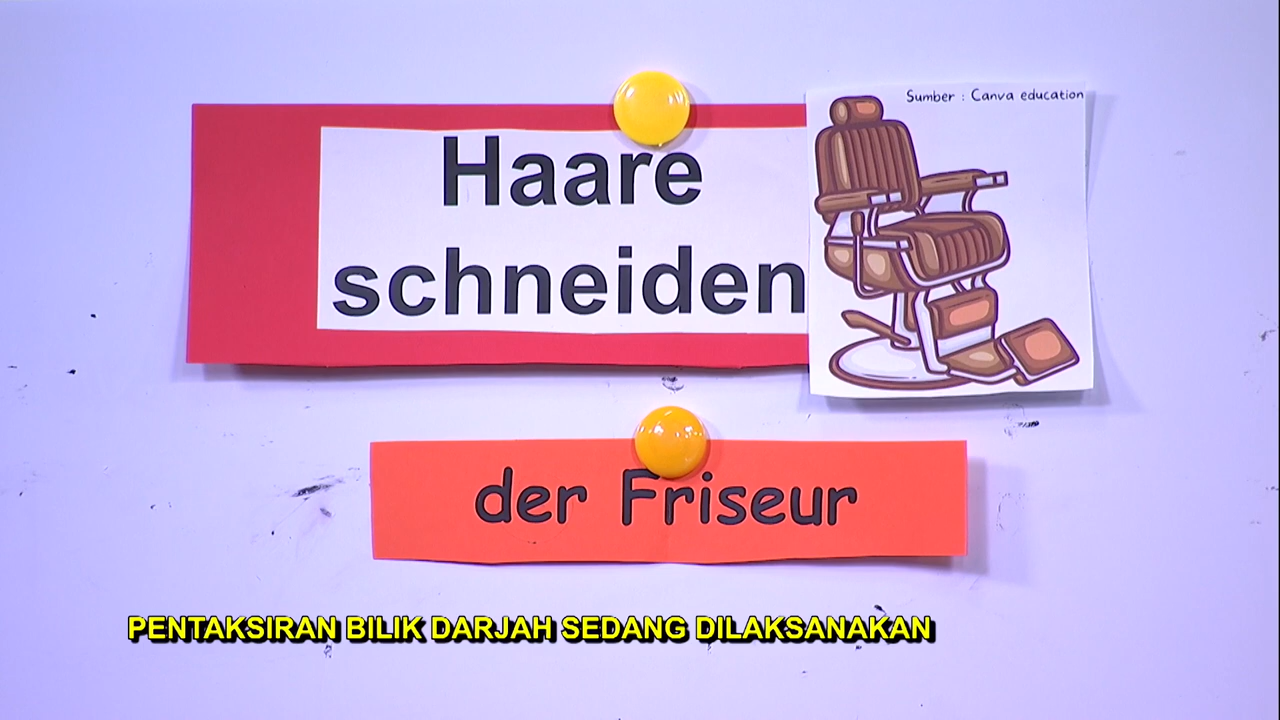 Sumber : Canva education
Haare
schneiden
der Friseur
PENTAKSIRAN BILIK DARJAH SEDANG DILAKSANAKAN